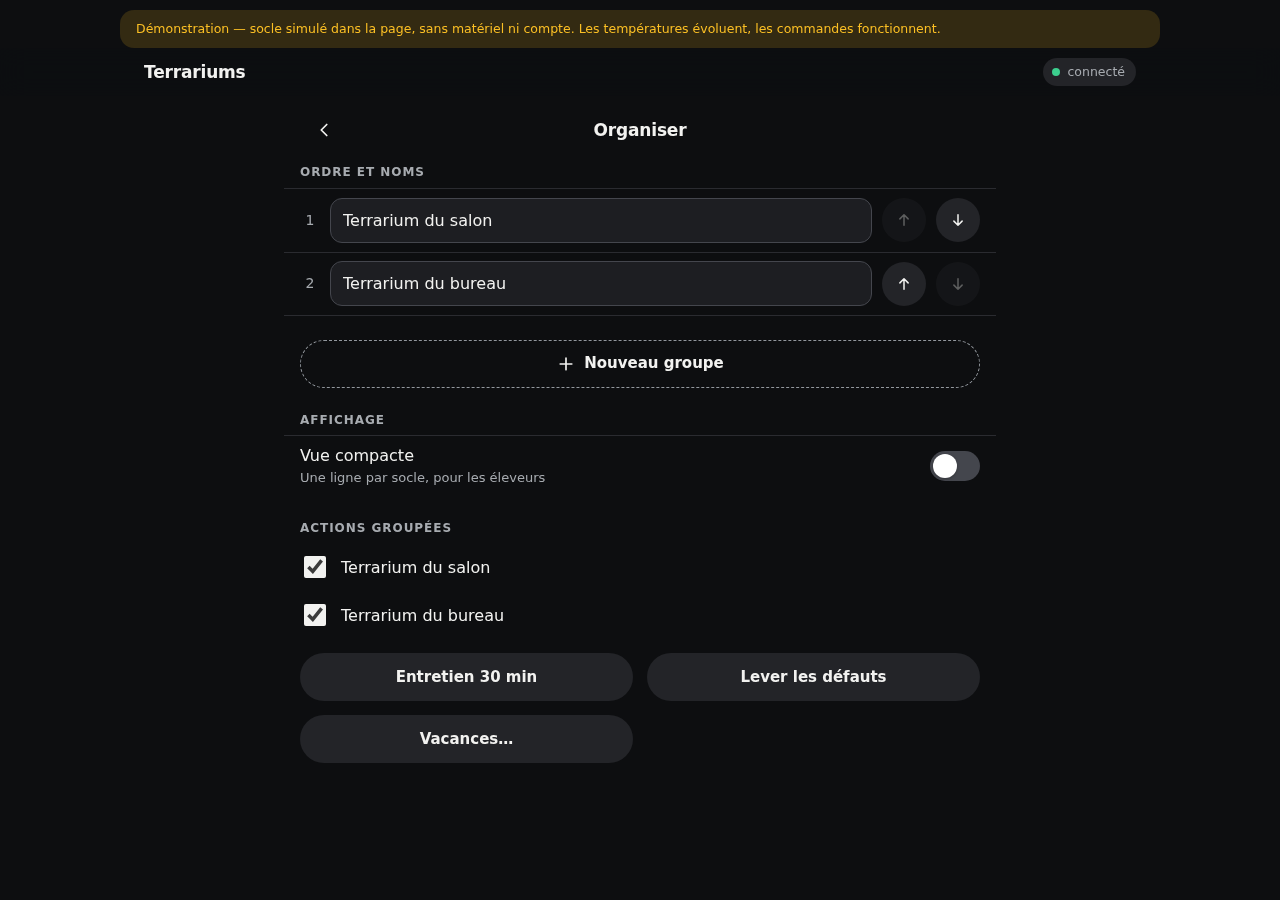 Démonstration — socle simulé dans la page, sans matériel ni compte. Les températures évoluent, les commandes fonctionnent.
Terrariums
connecté
Organiser
ORDRE ET NOMS
1 Terrarium du salon
2 Terrarium du bureau
Nouveau groupe
AFFICHAGE
Vue compacte
Une ligne par socle, pour les éleveurs
ACTIONS GROUPÉES
Terrarium du salon
Terrarium du bureau
Entretien 30 min
Lever les défauts
Vacances…